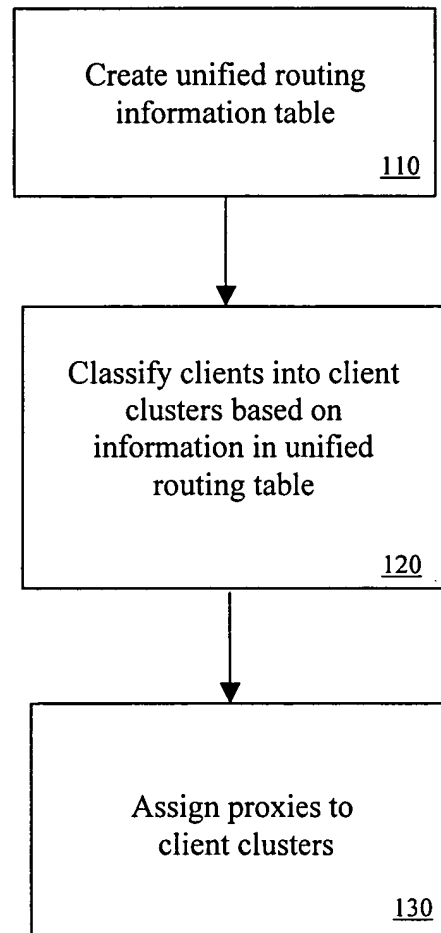 Create unified routing
information table
110
Classify clients into client
clusters based on
information in unified
routing table
120
Assign proxies to
client clusters
130